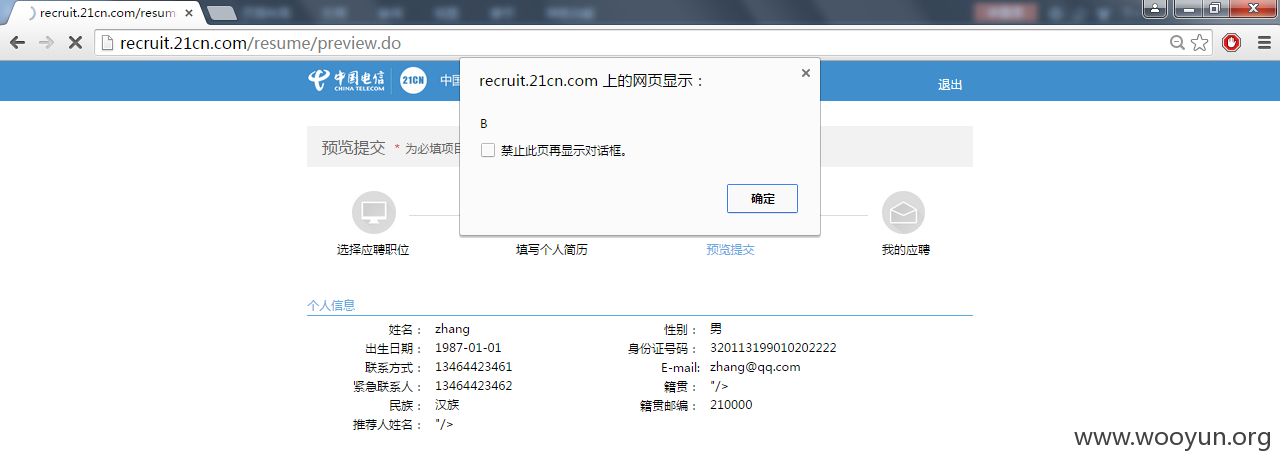 recruit.21cn.com/resum
recruit.21cn.com/resume/preview.do
中国电信
CHINA TELECOM
21CN
中国
退出
recruit.21cn.com 上的网页显示：
B
禁止此页再显示对话框。
确定
预览提交 * 为必填项目
选择应聘职位
填写个人简历
预览提交
我的应聘
个人信息
姓名： zhang 性别： 男
出生日期： 1987-01-01 身份证号码： 320113199010202222
联系方式： 13464423461 E-mail: zhang@qq.com
紧急联系人： 13464423462 籍贯： "/>
民族： 汉族 籍贯邮编： 210000
推荐人姓名： "/>
www.wooyun.org